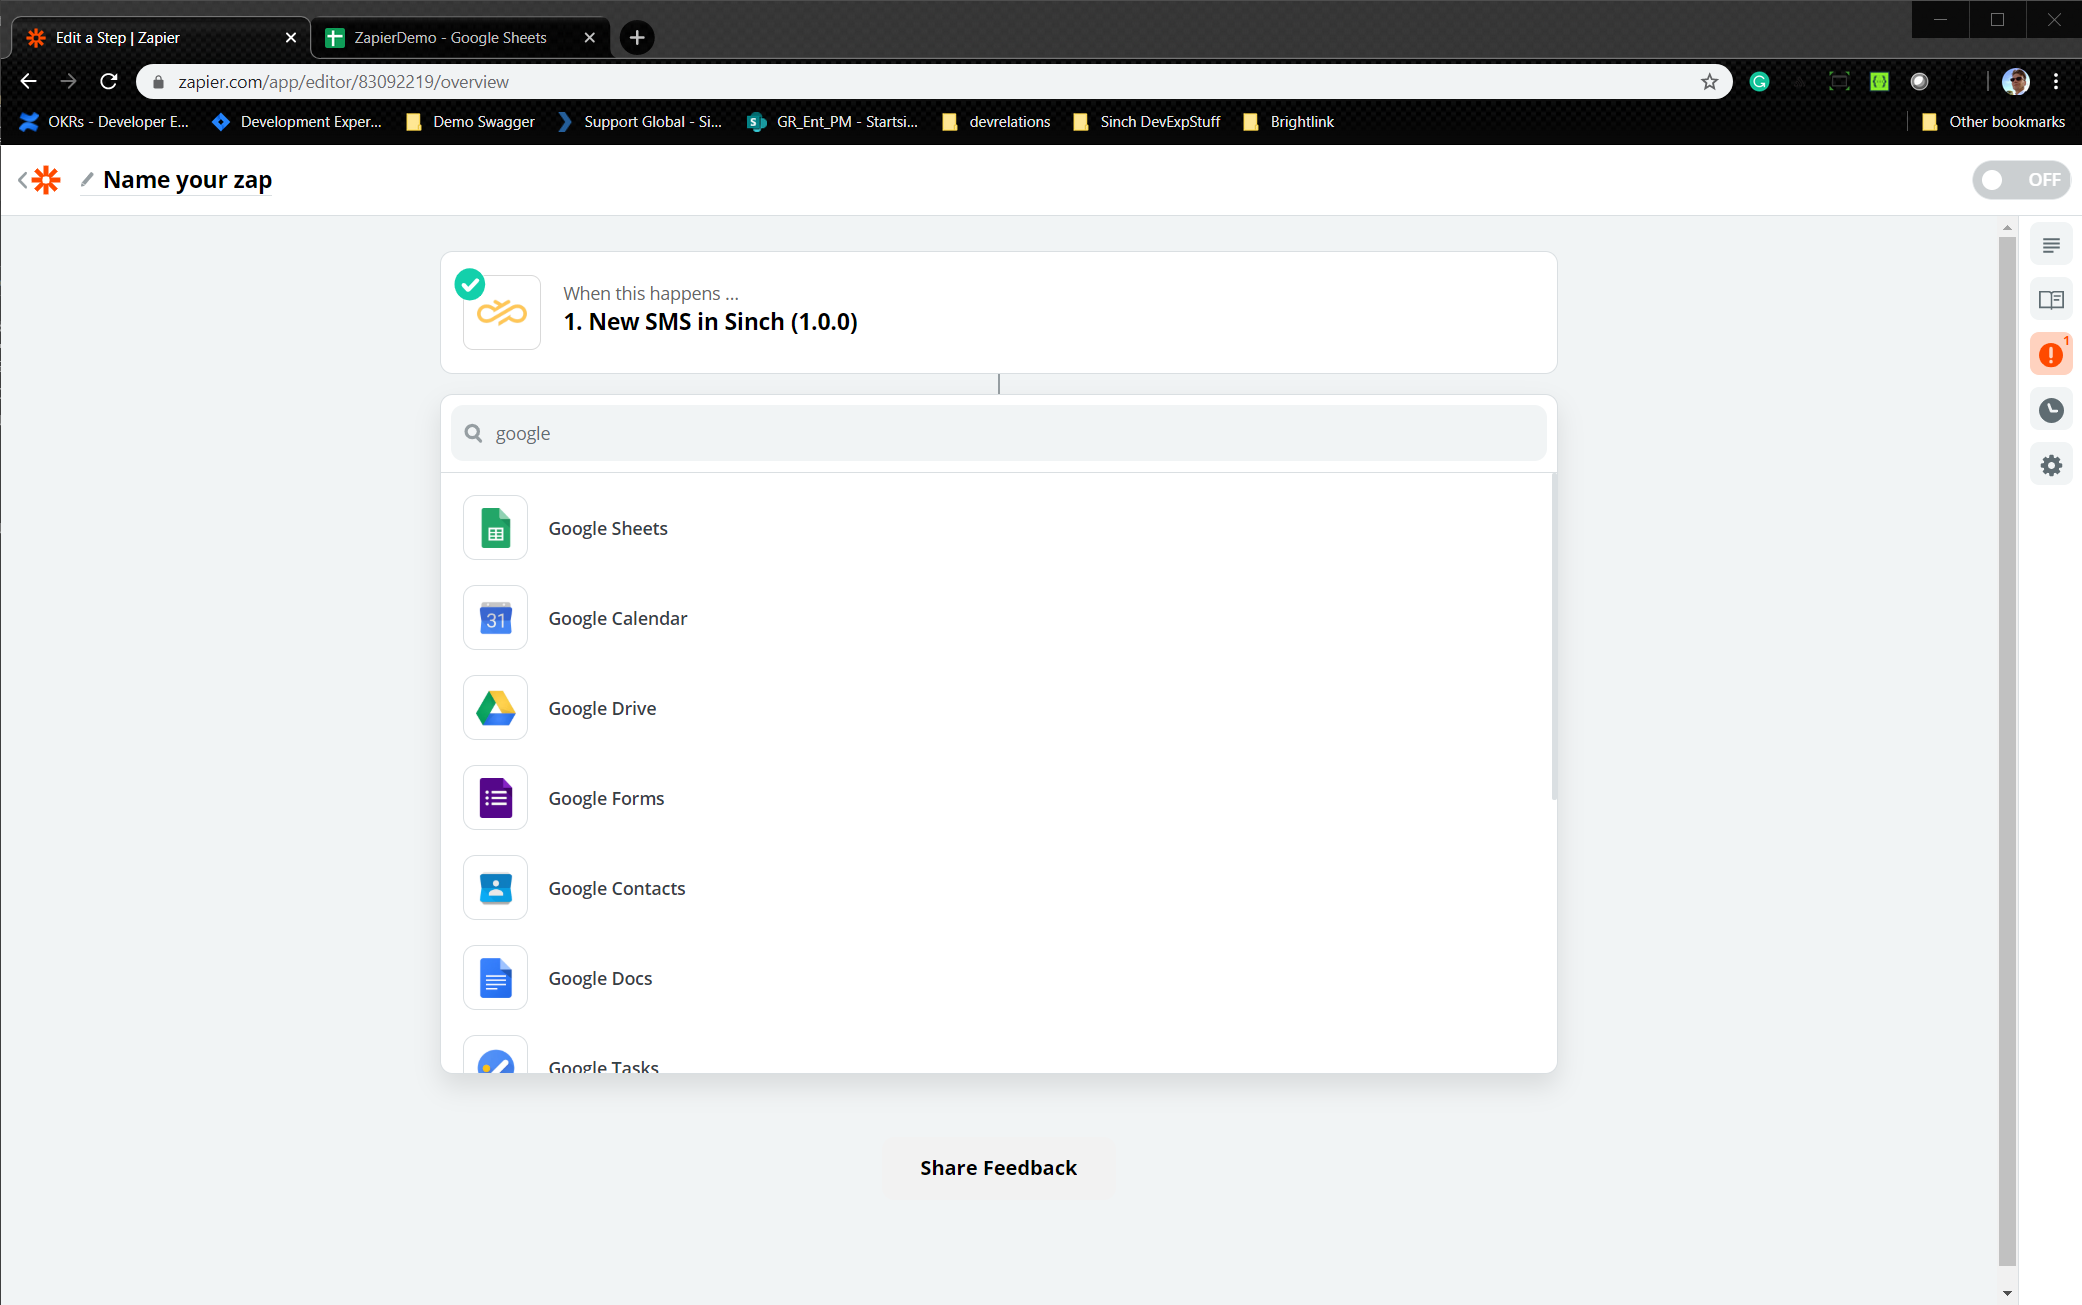 Edit a Step | Zapier
ZapierDemo - Google Sheets
zapier.com/app/editor/83092219/overview
OKRs - Developer E...
Development Exper...
Demo Swagger
Support Global - Si...
GR_Ent_PM - Startsi...
devrelations
Sinch DevExpStuff
Brightlink
Other bookmarks
Name your zap
OFF
When this happens ...
1. New SMS in Sinch (1.0.0)
1
google
Google Sheets
31
Google Calendar
Google Drive
Google Forms
Google Contacts
Google Docs
Google Tasks
Share Feedback